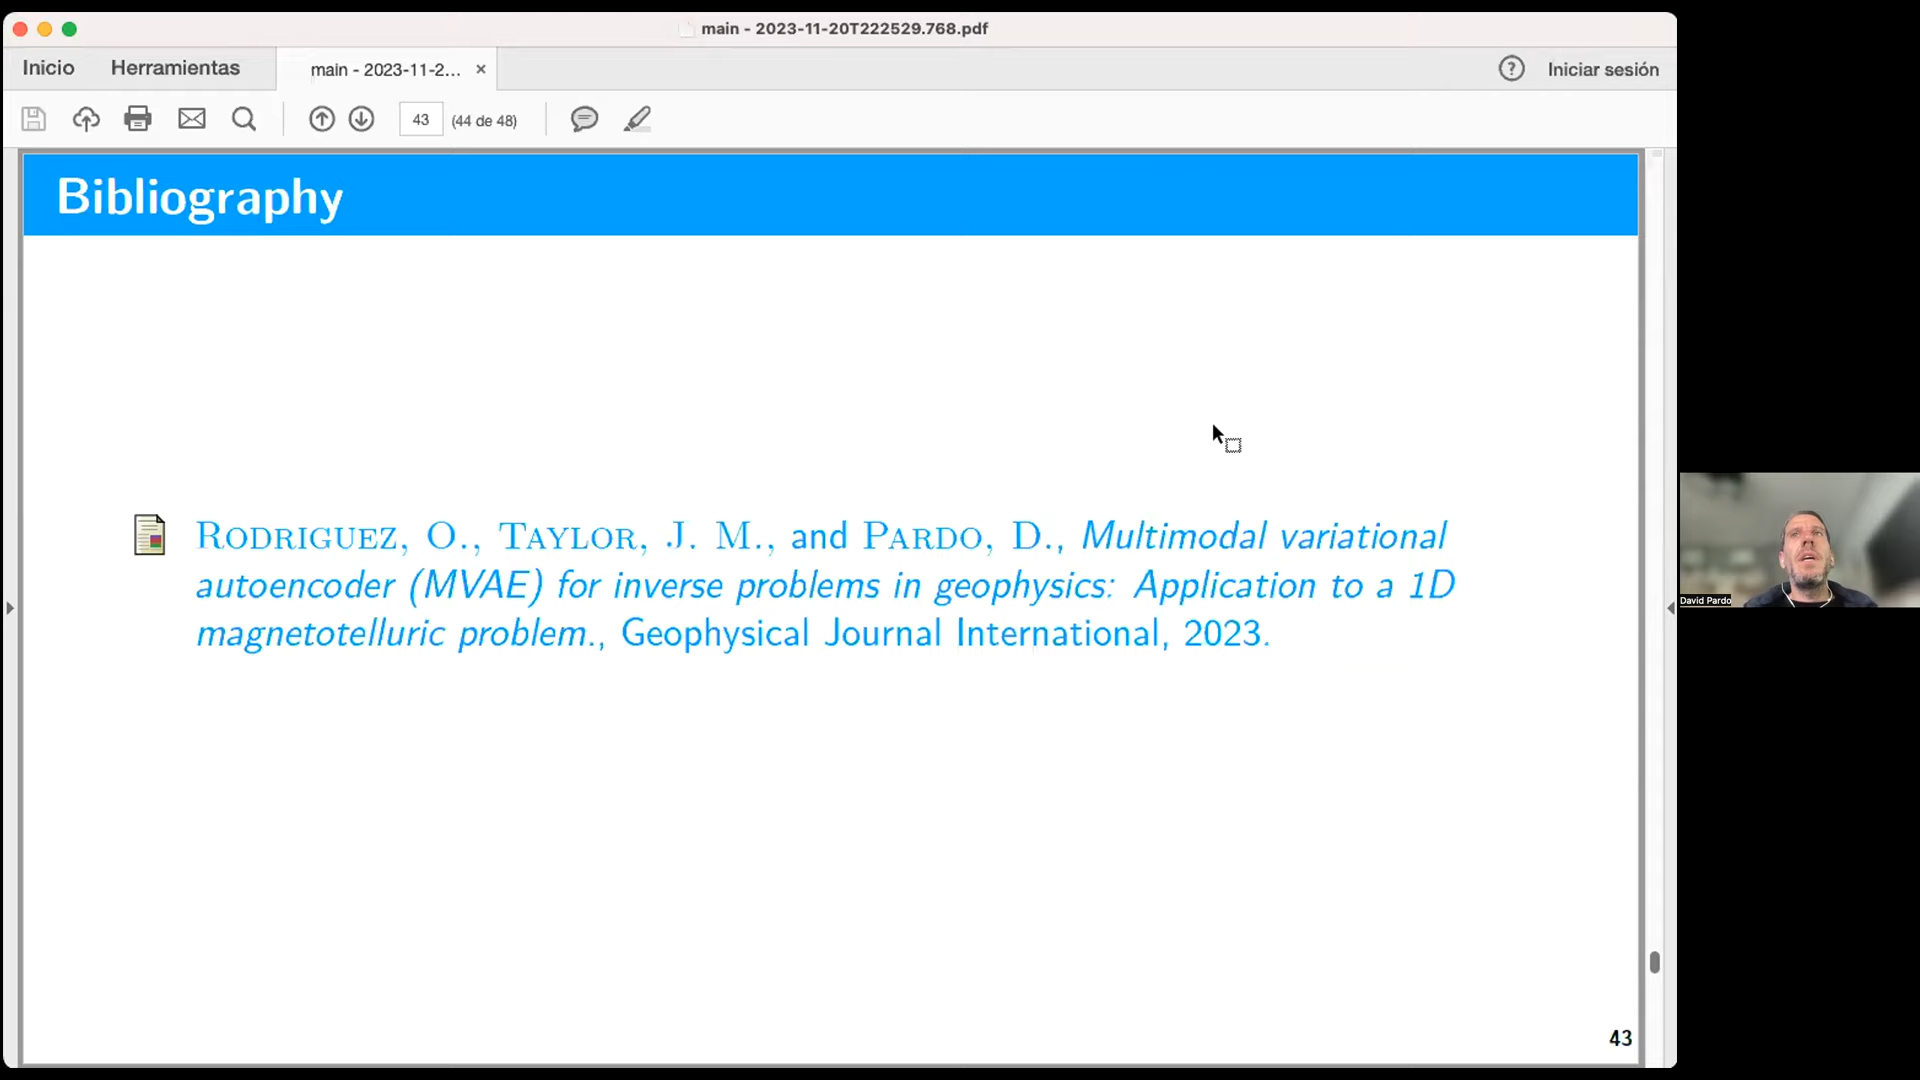 main - 2023-11-20T222529.768.pdf
Inicio
Herramientas
main - 2023-11-2...
Iniciar sesión
43
(44 de 48)
Bibliography
RODRIGUEZ, O., TAYLOR, J. M., and PARDO, D., Multimodal variational
autoencoder (MVAE) for inverse problems in geophysics: Application to a 1D
magnetotelluric problem., Geophysical Journal International, 2023.
43
David Pardo